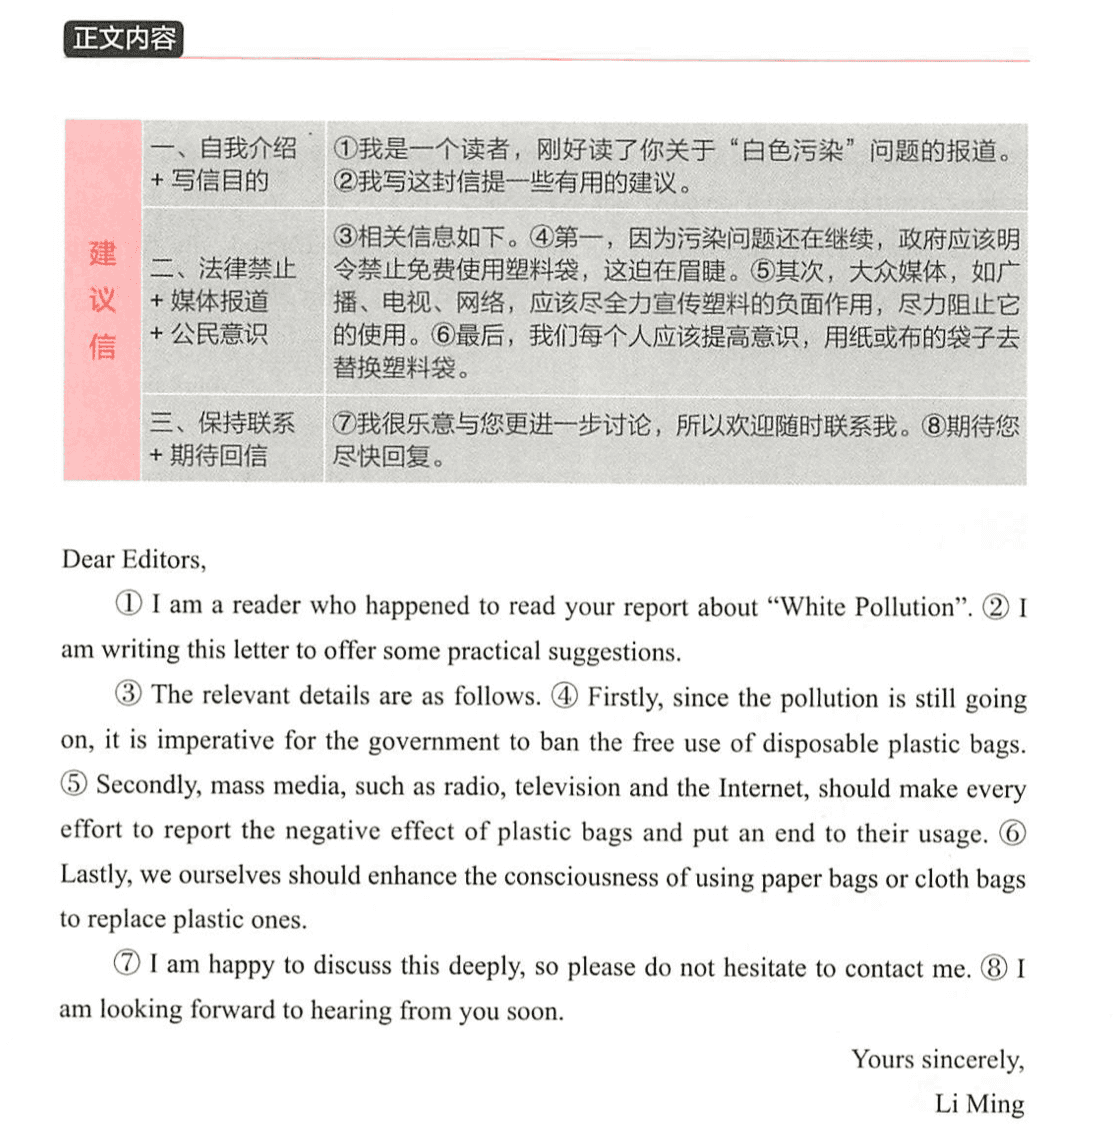 正文内容
建
议
信
一、自我介绍
+ 写信目的
①我是一个读者，刚好读了你关于“白色污染”问题的报道。
②我写这封信提一些有用的建议。
二、法律禁止
+ 媒体报道
+ 公民意识
③相关信息如下。④第一，因为污染问题还在继续，政府应该明
令禁止免费使用塑料袋，这迫在眉睫。⑤其次，大众媒体，如广
播、电视、网络，应该尽全力宣传塑料的负面作用，尽力阻止它
的使用。⑥最后，我们每个人应该提高意识，用纸或布的袋子去
替换塑料袋。
三、保持联系
+ 期待回信
⑦我很乐意与您更进一步讨论，所以欢迎随时联系我。⑧期待您
尽快回复。
Dear Editors,
① I am a reader who happened to read your report about “White Pollution”. ② I
am writing this letter to offer some practical suggestions.
③ The relevant details are as follows. ④ Firstly, since the pollution is still going
on, it is imperative for the government to ban the free use of disposable plastic bags.
⑤ Secondly, mass media, such as radio, television and the Internet, should make every
effort to report the negative effect of plastic bags and put an end to their usage. ⑥
Lastly, we ourselves should enhance the consciousness of using paper bags or cloth bags
to replace plastic ones.
⑦ I am happy to discuss this deeply, so please do not hesitate to contact me. ⑧ I
am looking forward to hearing from you soon.
Yours sincerely,
Li Ming